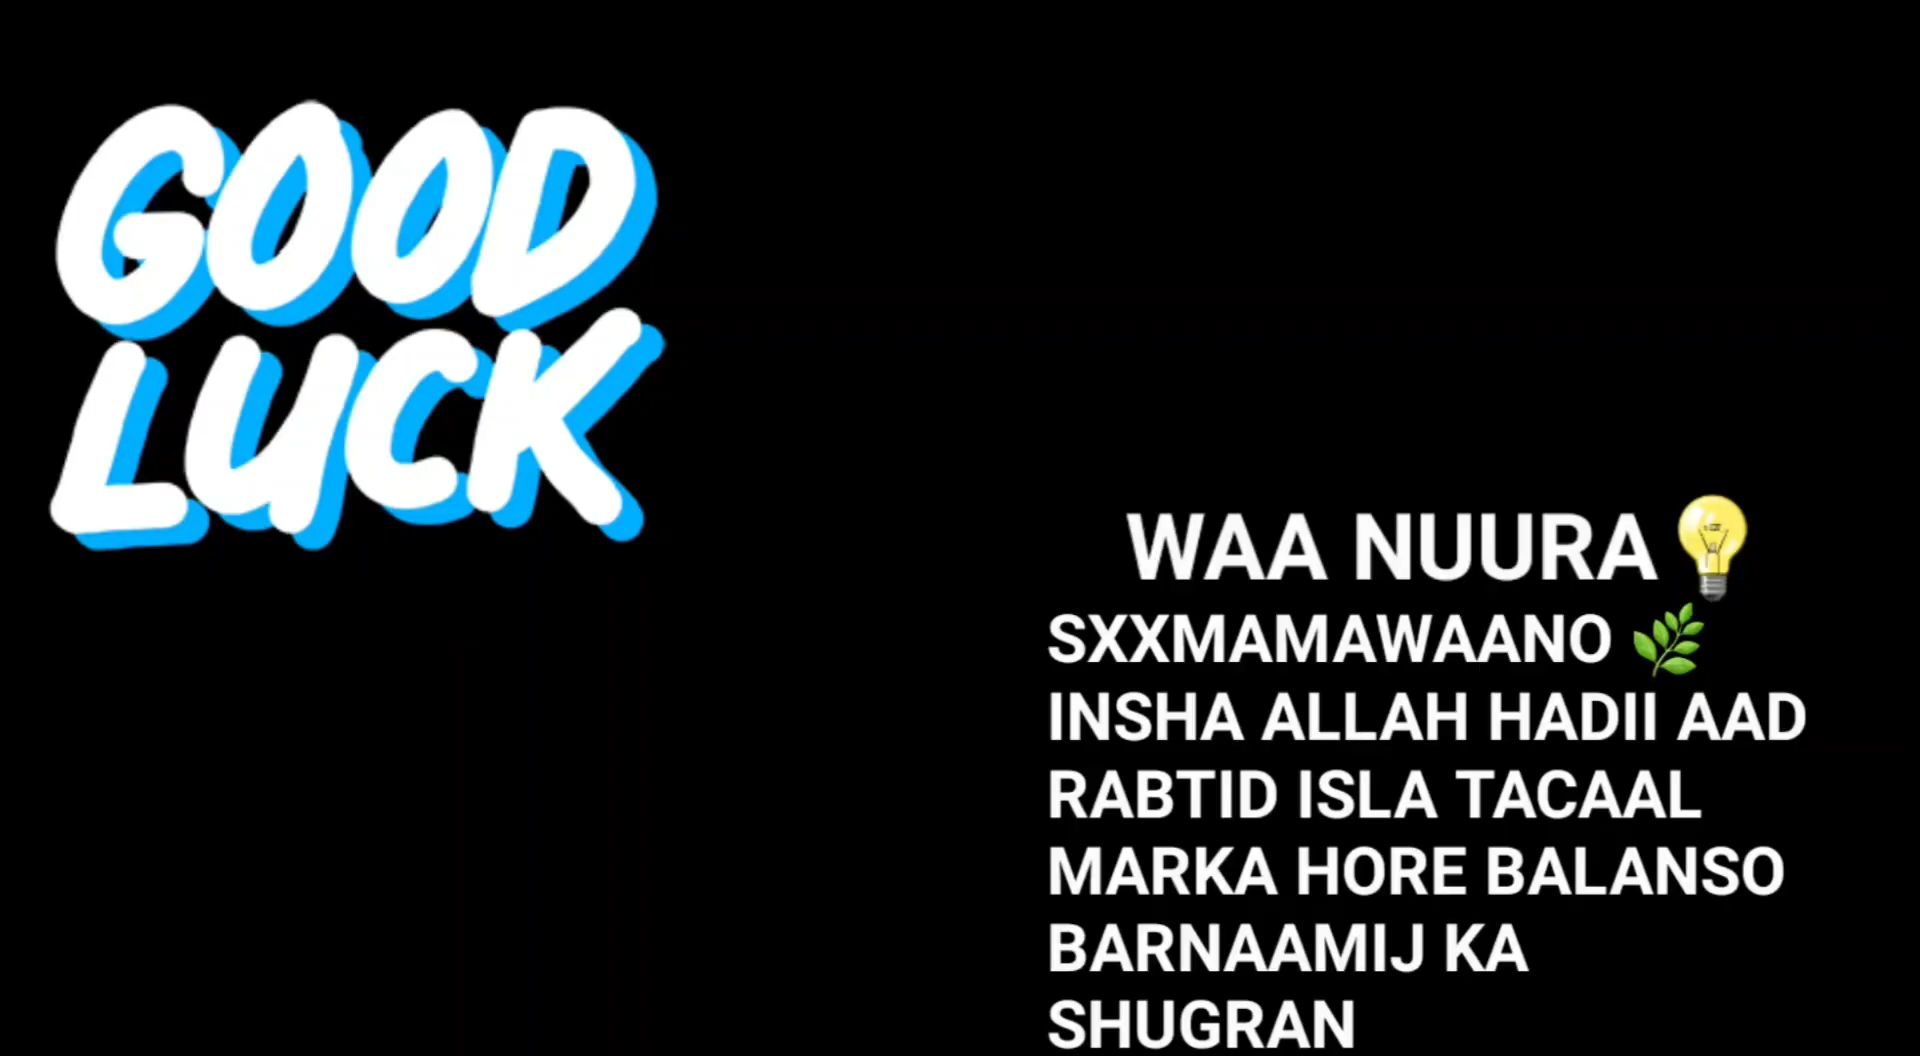 GOOD
LUCK
WAA NUURA💡
SXXMAMAWAANO 🌿
INSHA ALLAH HADII AAD
RABTID ISLA TACAAL
MARKA HORE BALANSO
BARNAAMIJ KA
SHUGRAN